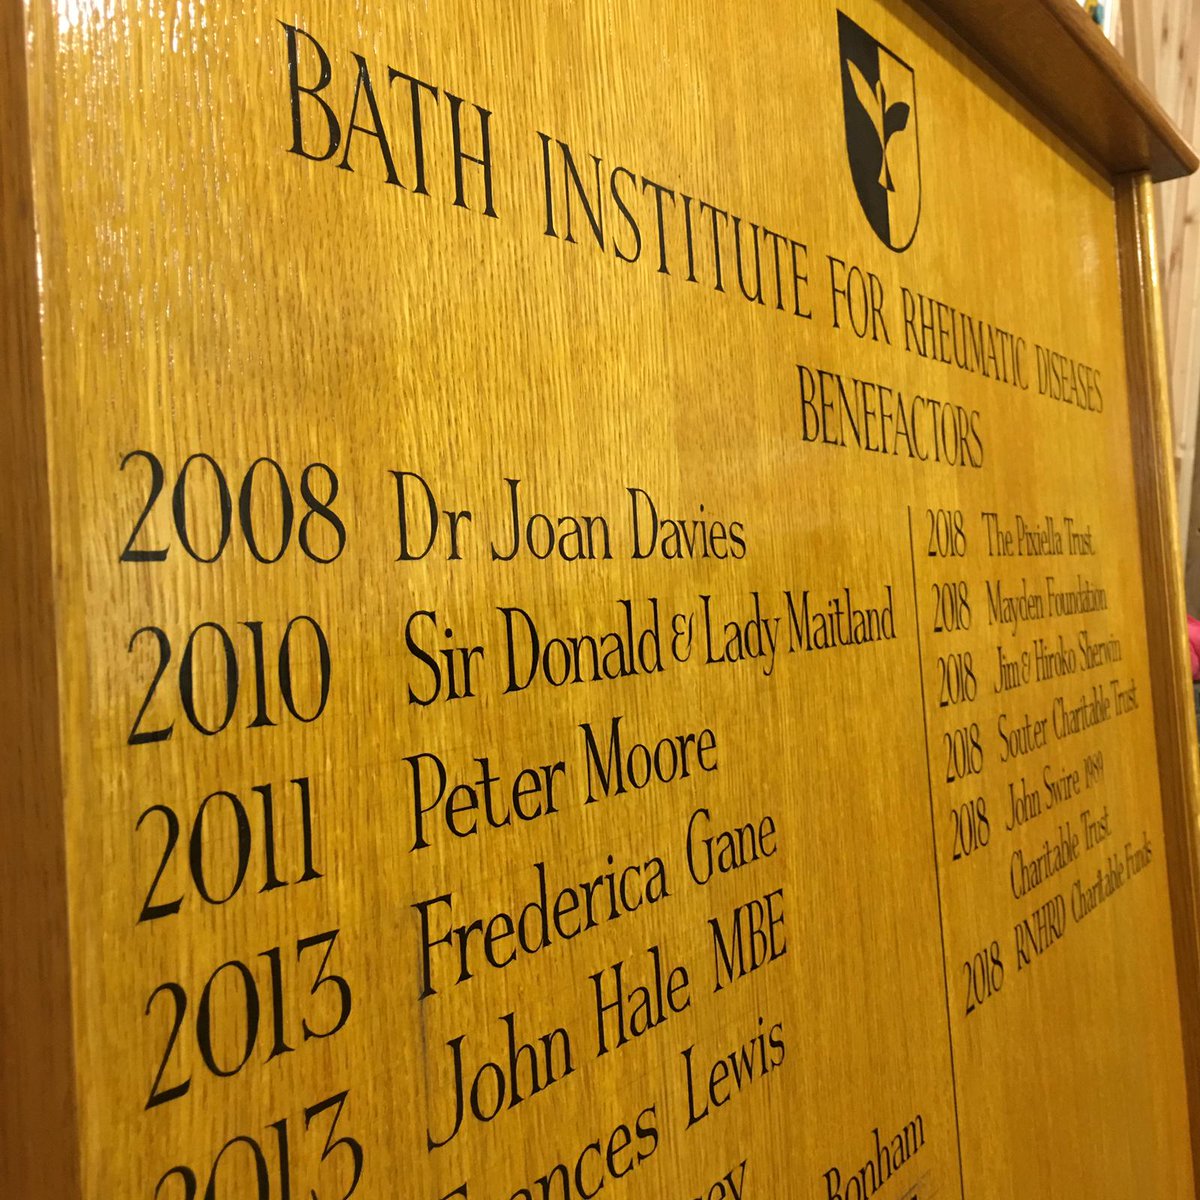 BATH INSTITUTE FOR RHEUMATIC DISEASES
BENEFACTORS
2008 Dr Joan Davies
2010 Sir Donald & Lady Maitland
2011 Peter Moore
2013 Frederica Gane
2013 John Hale MBE
Frances Lewis
Bonham
2018 The Pixiella Trust
2018 Mayden Foundation
2018 Jim & Hiroko Sherwin
2018 Souter Charitable Trust
2018 John Swire 1989
Charitable Trust
2018 RNHRD Charitable Funds